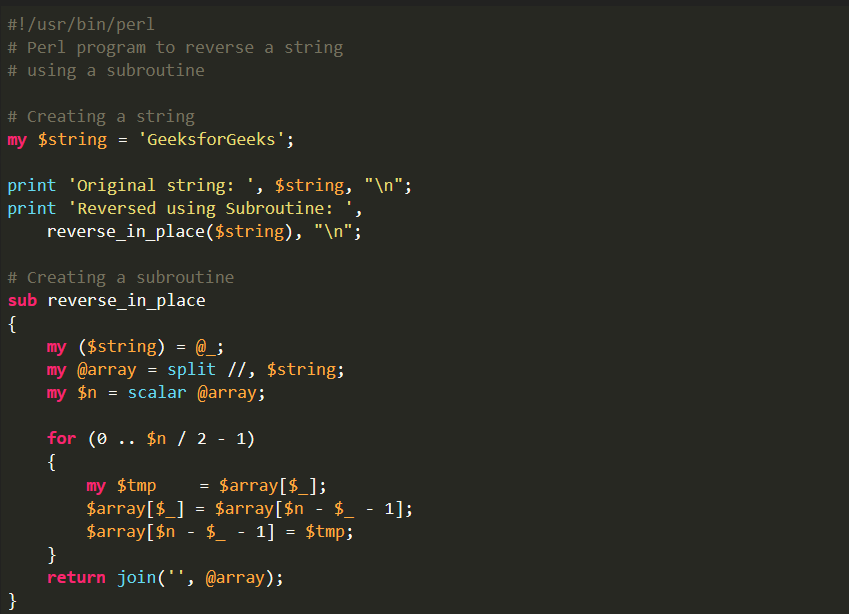 #!/usr/bin/perl
# Perl program to reverse a string
# using a subroutine

# Creating a string
my $string = 'GeeksforGeeks';

print 'Original string: ', $string, "\n";
print 'Reversed using Subroutine: ',
    reverse_in_place($string), "\n";

# Creating a subroutine
sub reverse_in_place
{
    my ($string) = @_;
    my @array = split //, $string;
    my $n = scalar @array;

    for (0 .. $n / 2 - 1)
    {
        my $tmp    = $array[$_];
        $array[$_] = $array[$n - $_ - 1];
        $array[$n - $_ - 1] = $tmp;
    }
    return join('', @array);
}